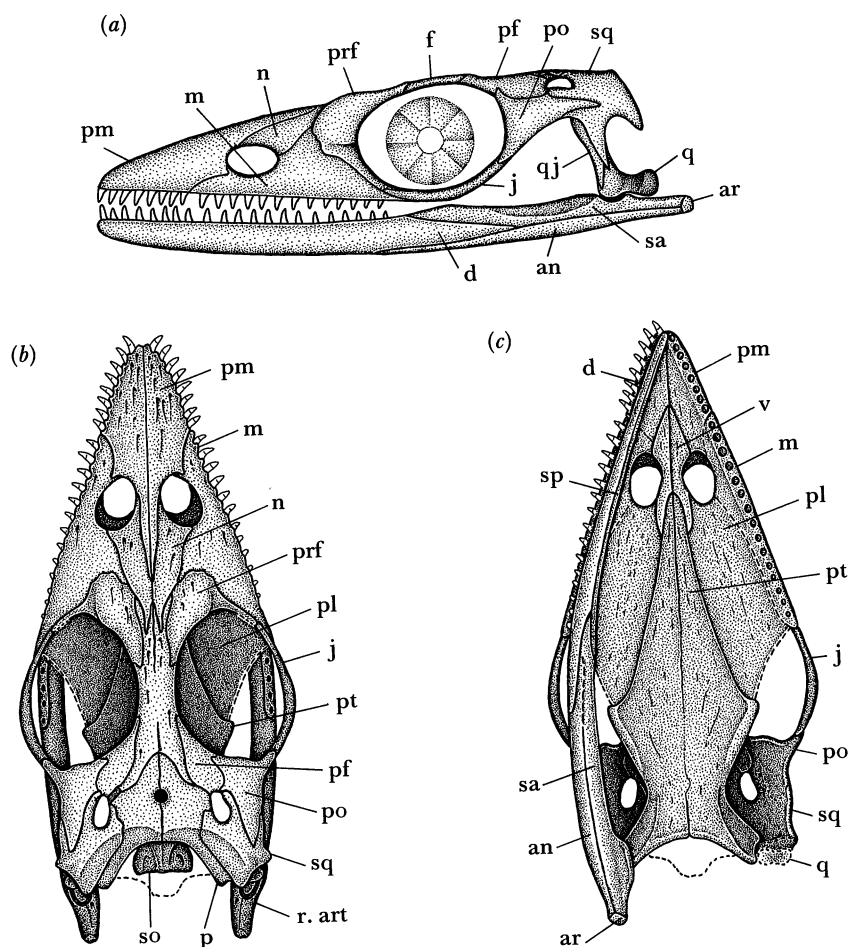 (a)
pm
m
n
prf
f
pf
po
sq
qj
q
j
ar
sa
an
d
(b)
pm
m
n
prf
pl
j
pt
pf
po
sq
r. art
p
so
(c)
d
pm
v
m
sp
pl
pt
j
po
sa
sq
an
q
ar